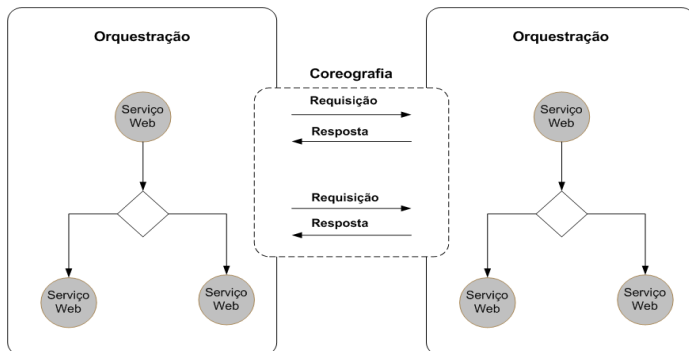 Orquestração
Orquestração
Coreografia
Requisição
Resposta
Requisição
Resposta
Serviço
Web
Serviço
Web
Serviço
Web
Serviço
Web
Serviço
Web
Serviço
Web